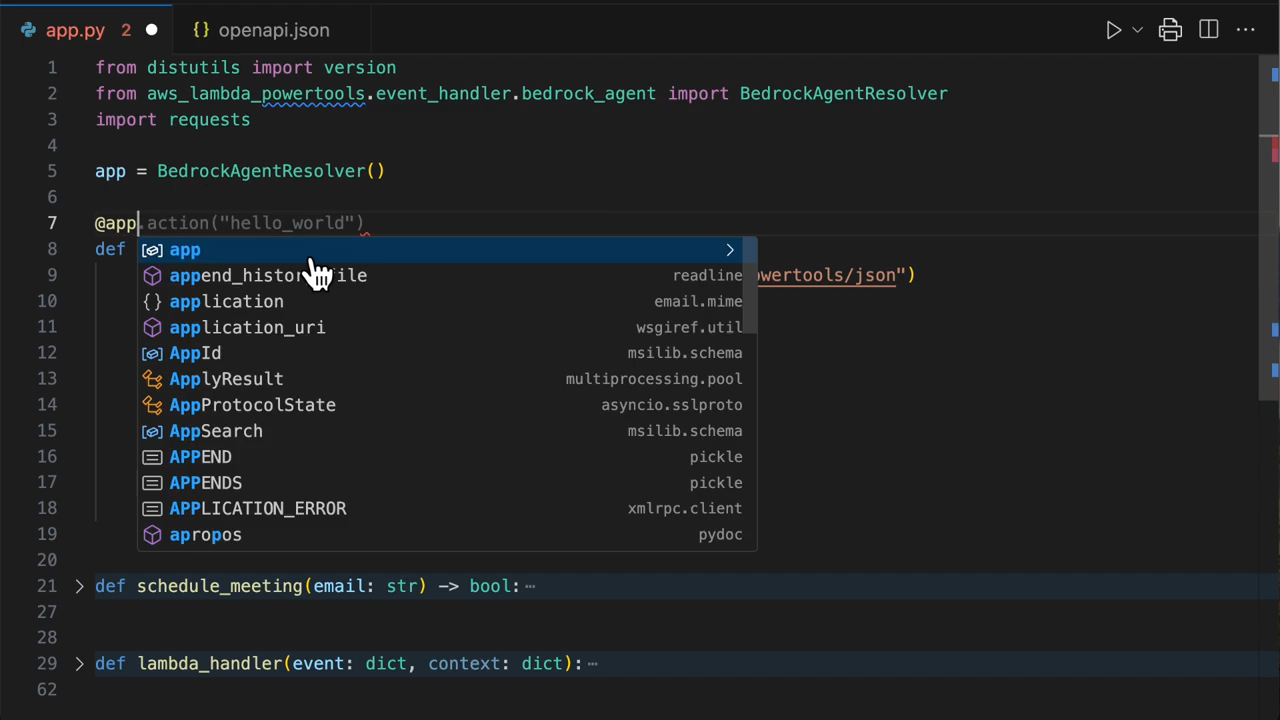 app.py 2 openapi.json
1 from distutils import version
2 from aws_lambda_powertools.event_handler.bedrock_agent import BedrockAgentResolver
3 import requests
4
5 app = BedrockAgentResolver()
6
7 @app.action("hello_world")
8 def
app
9 append_history_file readline owertools/json")
10 application email.mime
11 application_uri wsgiref.util
12 AppId msilib.schema
13 ApplyResult multiprocessing.pool
14 AppProtocolState asyncio.sslproto
15 AppSearch msilib.schema
16 APPEND pickle
17 APPENDS pickle
18 APPLICATION_ERROR xmlrpc.client
19 apropos pydoc
20
21 def schedule_meeting(email: str) -> bool:
27
28
29 def lambda_handler(event: dict, context: dict):
62